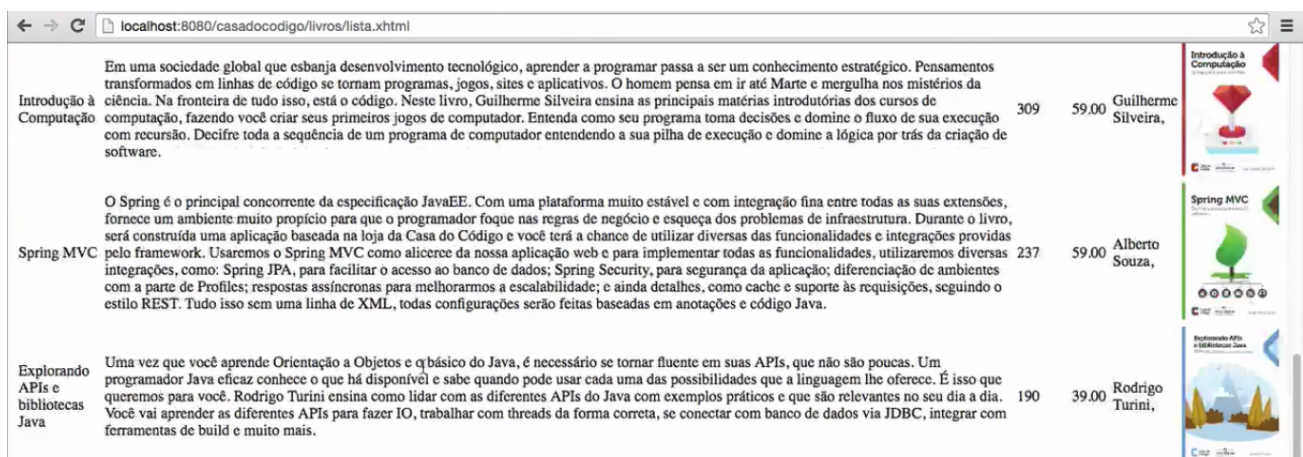 localhost:8080/casadocodigo/livros/lista.xhtml
Introdução à
Computação
Em uma sociedade global que esbanja desenvolvimento tecnológico, aprender a programar passa a ser um conhecimento estratégico. Pensamentos
transformados em linhas de código se tornam programas, jogos, sites e aplicativos. O homem pensa em ir até Marte e mergulha nos mistérios da
ciência. Na fronteira de tudo isso, está o código. Neste livro, Guilherme Silveira ensina as principais matérias introdutórias dos cursos de
computação, fazendo você criar seus primeiros jogos de computador. Entenda como seu programa toma decisões e domine o fluxo de sua execução
com recursão. Decifre toda a sequência de um programa de computador entendendo a sua pilha de execução e domine a lógica por trás da criação de
software.
309
59.00
Guilherme
Silveira,
Introdução à
Computação
Spring MVC
O Spring é o principal concorrente da especificação JavaEE. Com uma plataforma muito estável e com integração fina entre todas as suas extensões,
fornece um ambiente muito propício para que o programador foque nas regras de negócio e esqueça dos problemas de infraestrutura. Durante o livro,
será construída uma aplicação baseada na loja da Casa do Código e você terá a chance de utilizar diversas das funcionalidades e integrações providas
pelo framework. Usaremos o Spring MVC como alicerce da nossa aplicação web e para implementar todas as funcionalidades, utilizaremos diversas
integrações, como: Spring JPA, para facilitar o acesso ao banco de dados; Spring Security, para segurança da aplicação; diferenciação de ambientes
com a parte de Profiles; respostas assíncronas para melhorarmos a escalabilidade; e ainda detalhes, como cache e suporte às requisições, seguindo o
estilo REST. Tudo isso sem uma linha de XML, todas configurações serão feitas baseadas em anotações e código Java.
237
59.00
Alberto
Souza,
Spring MVC
Explorando
APIs e
bibliotecas
Java
Uma vez que você aprende Orientação a Objetos e o básico do Java, é necessário se tornar fluente em suas APIs, que não são poucas. Um
programador Java eficaz conhece o que há disponível e sabe quando pode usar cada uma das possibilidades que a linguagem lhe oferece. É isso que
queremos para você. Rodrigo Turini ensina como lidar com as diferentes APIs do Java com exemplos práticos e que são relevantes no seu dia a dia.
Você vai aprender as diferentes APIs para fazer IO, trabalhar com threads da forma correta, se conectar com banco de dados via JDBC, integrar com
ferramentas de build e muito mais.
190
39.00
Rodrigo
Turini,
Explorando APIs
e bibliotecas Java